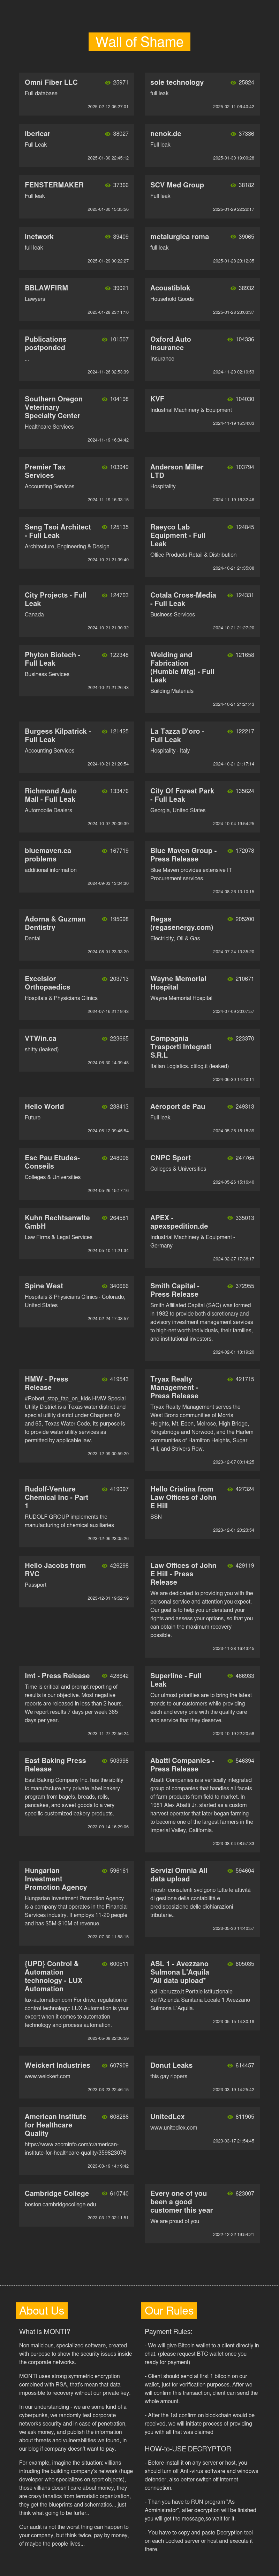 Wall of Shame
Omni Fiber LLC
25971
Full database
2025-02-12 06:27:01
sole technology
25824
full leak
2025-02-11 06:40:42
ibericar
38027
Full Leak
2025-01-30 22:45:12
nenok.de
37336
Full Leak
2025-01-30 19:00:28
FENSTERMAKER
37366
Full leak
2025-01-30 15:35:56
SCV Med Group
38182
Full leak
2025-01-29 22:22:17
Inetwork
39409
full leak
2025-01-29 00:22:27
metalurgica roma
39065
full leak
2025-01-28 23:12:35
BBLAWFIRM
39021
Lawyers
2025-01-28 23:11:10
Acoustiblok
38932
Household Goods
2025-01-28 23:03:37
Publications
postponded
101507
...
2024-11-26 02:53:39
Oxford Auto
Insurance
104336
Insurance
2024-11-20 02:10:53
Southern Oregon
Veterinary
Specialty Center
104198
Healthcare Services
2024-11-19 16:34:42
KVF
104030
Industrial Machinery & Equipment
2024-11-19 16:34:03
Premier Tax
Services
103949
Accounting Services
2024-11-19 16:33:15
Anderson Miller
LTD
103794
Hospitality
2024-11-19 16:32:46
Seng Tsoi Architect
- Full Leak
125135
Architecture, Engineering & Design
2024-10-21 21:39:40
Raeyco Lab
Equipment - Full
Leak
124845
Office Products Retail & Distribution
2024-10-21 21:35:08
City Projects - Full
Leak
124703
Canada
2024-10-21 21:30:32
Cotala Cross-Media
- Full Leak
124331
Business Services
2024-10-21 21:27:20
Phyton Biotech -
Full Leak
122348
Business Services
2024-10-21 21:26:43
Welding and
Fabrication
(Humble Mfg) - Full
Leak
121658
Building Materials
2024-10-21 21:21:43
Burgess Kilpatrick -
Full Leak
121425
Accounting Services
2024-10-21 21:20:54
La Tazza D'oro -
Full Leak
122217
Hospitality · Italy
2024-10-21 21:17:14
Richmond Auto
Mall - Full Leak
133476
Automobile Dealers
2024-10-07 20:09:39
City Of Forest Park
- Full Leak
135624
Georgia, United States
2024-10-04 19:54:25
bluemaven.ca
problems
167719
additional information
2024-09-03 13:04:30
Blue Maven Group -
Press Release
172078
Blue Maven provides extensive IT
Procurement services.
2024-08-26 12:10:15
Adorna & Guzman
Dentistry
195698
Dental
2024-08-01 23:33:20
Regas
(regasenergy.com)
205200
Electricity, Oil & Gas
2024-07-24 13:35:20
Excelsior
Orthopaedics
203713
Hospitals & Physicians Clinics
2024-07-16 21:19:43
Wayne Memorial
Hospital
210671
Wayne Memorial Hospital
2024-07-09 20:07:57
VTWin.ca
223665
shitty (leaked)
2024-06-30 14:39:48
Compagnia
Trasporti Integrati
S.R.L
223370
Italian Logistics. ctilog.it (leaked)
2024-06-30 14:40:11
Hello World
238413
Future
2024-06-12 09:45:54
Aéroport de Pau
249313
Full leak
2024-05-26 15:18:39
Esc Pau Etudes-
Conseils
248006
Colleges & Universities
2024-05-26 15:17:16
CNPC Sport
247764
Colleges & Universities
2024-05-26 15:16:40
Kuhn Rechtsanwlte
GmbH
264581
Law Firms & Legal Services
2024-05-10 11:21:34
APEX -
apexspedition.de
335013
Industrial Machinery & Equipment ·
Germany
2024-02-27 17:36:17
Spine West
340666
Hospitals & Physicians Clinics · Colorado,
United States
2024-02-24 17:08:57
Smith Capital -
Press Release
372955
Smith Affiliated Capital (SAC) was formed
in 1982 to provide both discretionary and
advisory investment management services
to high-net worth individuals, their families,
and institutional investors.
2024-02-01 13:19:20
HMW - Press
Release
419543
#Robert_stop_fap_on_kids HMW Special
Utility District is a Texas water district and
special utility district under Chapters 49
and 65, Texas Water Code. Its purpose is
to provide water utility services as
permitted by applicable law.
2023-12-09 00:59:20
Tryax Realty
Management -
Press Release
421715
Tryax Realty Management serves the
West Bronx communities of Morris
Heights, Mt. Eden, Melrose, High Bridge,
Kingsbridge and Norwood, and the Harlem
communities of Hamilton Heights, Sugar
Hill, and Strivers Row.
2023-12-07 00:14:25
Rudolf-Venture
Chemical Inc - Part
1
419097
RUDOLF GROUP implements the
manufacturing of chemical auxiliaries
2023-12-06 23:05:26
Hello Cristina from
Law Offices of John
E Hill
427324
SSN
2023-12-01 20:23:54
Hello Jacobs from
RVC
426298
Passport
2023-12-01 19:52:19
Law Offices of John
E Hill - Press
Release
429119
We are dedicated to providing you with the
personal service and attention you expect.
Our goal is to help you understand your
rights and assess your options, so that you
can obtain the maximum recovery
possible.
2023-11-28 16:43:45
Imt - Press Release
428642
Time is critical and prompt reporting of
results is our objective. Most negative
reports are released in less than 2 hours.
We report results 7 days per week 365
days per year.
2023-11-27 22:56:24
Superline - Full
Leak
466933
Our utmost priorities are to bring the latest
trends to our customers while providing
each and every one with the quality care
and service that they deserve.
2023-10-19 22:20:58
East Baking Press
Release
503998
East Baking Company Inc. has the ability
to manufacture any private label bakery
program from bagels, breads, rolls,
pancakes, and sweet goods to a very
specific customized bakery products.
2023-09-14 16:29:06
Abatti Companies -
Press Release
546394
Abatti Companies is a vertically integrated
group of companies that handles all facets
of farm products from field to market. In
1981 Alex Abatti Jr. started as a custom
harvest operator that later began farming
to become one of the largest farmers in the
Imperial Valley, California.
2023-08-04 08:57:33
Hungarian
Investment
Promotion Agency
596161
Hungarian Investment Promotion Agency
is a company that operates in the Financial
Services industry. It employs 11-20 people
and has $5M-$10M of revenue.
2023-07-30 11:58:15
Servizi Omnia All
data upload
594604
I nostri consulenti svolgono tutte le attività
di gestione della contabilità e
predisposizione delle dichiarazioni
tributarie..
2023-05-30 14:40:57
{UPD} Control &
Automation
technology - LUX
Automation
600511
lux-automation.com For drive, regulation or
control technology: LUX Automation is your
expert when it comes to automation
technology and process automation.
2023-05-08 22:06:59
ASL 1 - Avezzano
Sulmona L'Aquila
*All data upload*
605035
asl1abruzzo.it Portale istituzionale
dell'Azienda Sanitaria Locale 1 Avezzano
Sulmona L'Aquila.
2023-05-15 14:30:19
Weickert Industries
607909
www.weickert.com
2023-03-23 22:46:15
Donut Leaks
614457
this gay rippers
2023-03-19 14:25:42
American Institute
for Healthcare
Quality
608286
https://www.zoominfo.com/c/american-
institute-for-healthcare-quality/359823076
2023-03-19 14:19:42
UnitedLex
611905
www.unitedlex.com
2023-03-17 21:54:45
Cambridge College
610740
boston.cambridgecollege.edu
2023-03-17 02:11:51
Every one of you
been a good
customer this year
623007
We are proud of you
2022-12-22 19:54:21
About Us
What is MONTI?
Non malicious, specialized software, created
with purpose to show the security issues inside
the corporate networks.
MONTI uses strong symmetric encryption
combined with RSA, that's mean that data
impossible to recovery without our private key.
In our understanding - we are some kind of a
cyberpunks, we randomly test corporate
networks security and in case of penetration,
we ask money, and publish the information
about threats and vulnerabilities we found, in
our blog if company doesn't want to pay.
For example, imagine the situation: villians
intruding the building company's network (huge
developer who specializes on aport objects),
those villians doesn't care about money, they
are crazy fanatics from terroristic organization,
they get the blueprints and schematics... just
think what going to be furter..
Our audit is not the worst thing can happen to
your company, but think twice, pay by money,
of maybe the peoples lives...
Our Rules
Payment Rules:
- We will give Bitcoin wallet to a client directly in
chat. (please request BTC wallet once you
ready for payment)
- Client should send at first 1 bitcoin on our
wallet, just for verification purposes. After we
will confirm this transaction, client can send the
whole amount.
- After the 1st confirm on blockchain would be
received, we will initiate process of providing
you with all that was claimed
HOW-to-USE DECRYPTOR
- Before install it on any server or host, you
should turn off Anti-virus software and windows
defender, also better switch off internet
connection.
- Than you have to RUN program "As
Administrator", after decryption will be finished
you will get the message,so wait for it.
- You have to copy and paste Decryption tool
on each Locked server or host and execute it
there.